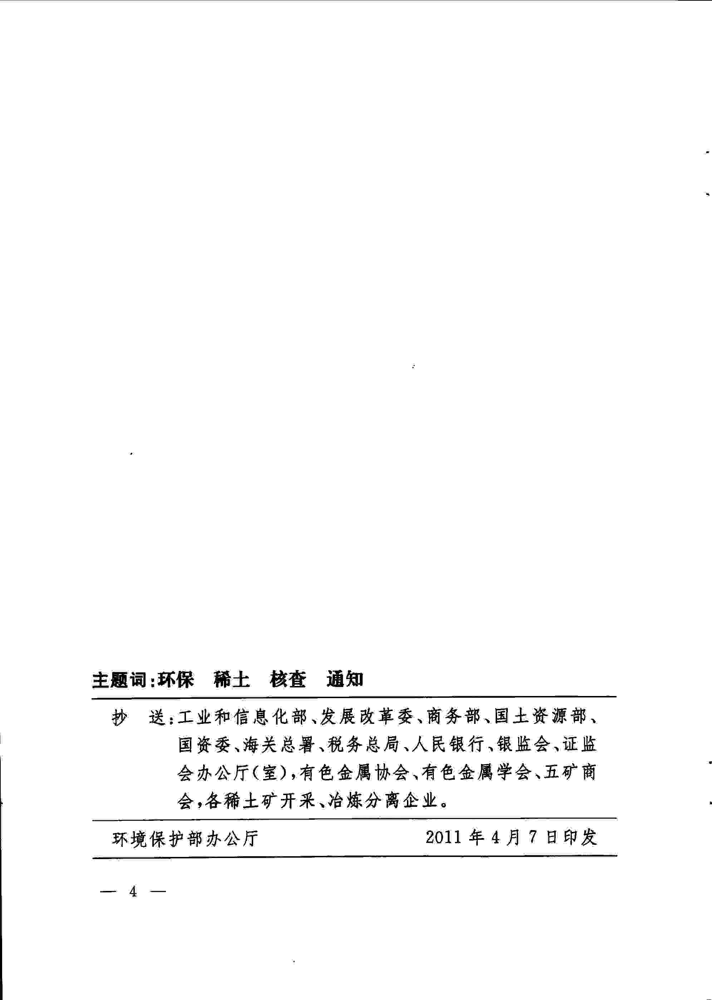 主题词:环保 稀土 核查 通知
抄 送:工业和信息化部、发展改革委、商务部、国土资源部、
国资委、海关总署、税务总局、人民银行、银监会、证监
会办公厅(室),有色金属协会、有色金属学会、五矿商
会,各稀土矿开采、冶炼分离企业。
环境保护部办公厅 2011 年 4 月 7 日印发
— 4 —